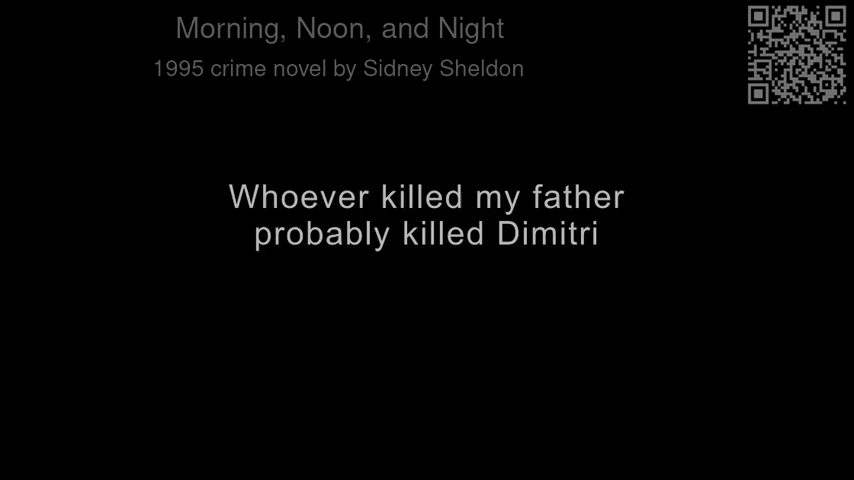 Morning, Noon, and Night
1995 crime novel by Sidney Sheldon
Whoever killed my father
probably killed Dimitri